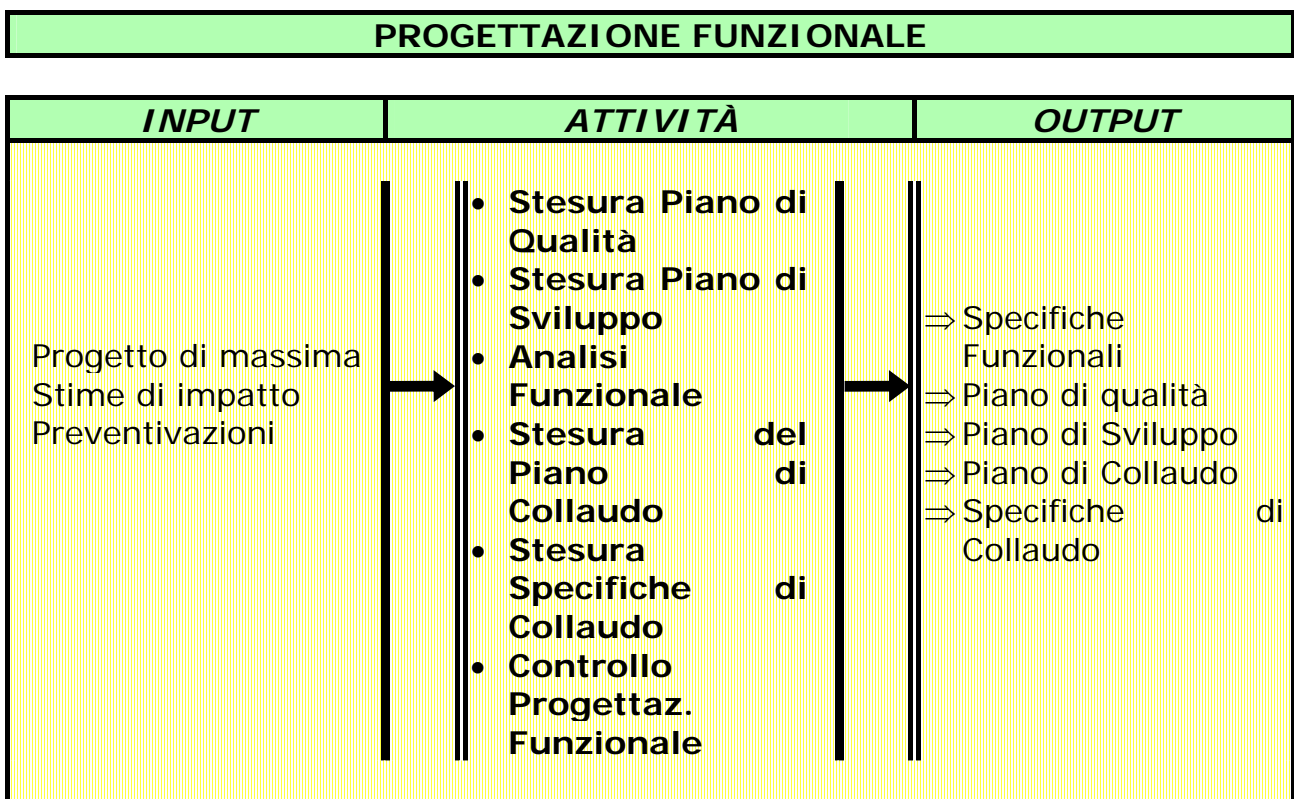 PROGETTAZIONE FUNZIONALE
INPUT
ATTIVITÀ
OUTPUT
Progetto di massima
Stime di impatto
Preventivazioni
• Stesura Piano di
Qualità
• Stesura Piano di
Sviluppo
• Analisi
Funzionale
• Stesura del
Piano di
Collaudo
• Stesura
Specifiche di
Collaudo
• Controllo
Progettaz.
Funzionale
⇒ Specifiche
Funzionali
⇒ Piano di qualità
⇒ Piano di Sviluppo
⇒ Piano di Collaudo
⇒ Specifiche di
Collaudo